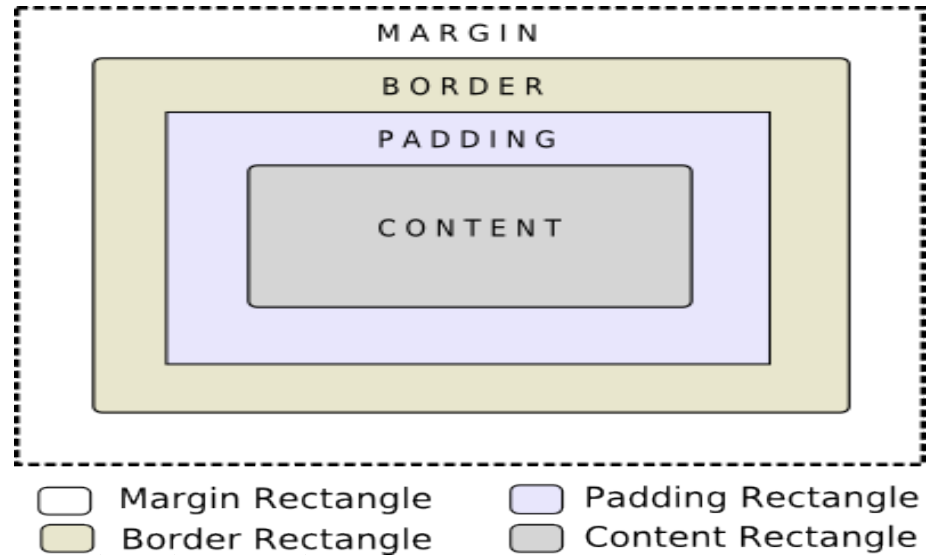 MARGIN
BORDER
PADDING
CONTENT
Margin Rectangle
Padding Rectangle
Border Rectangle
Content Rectangle